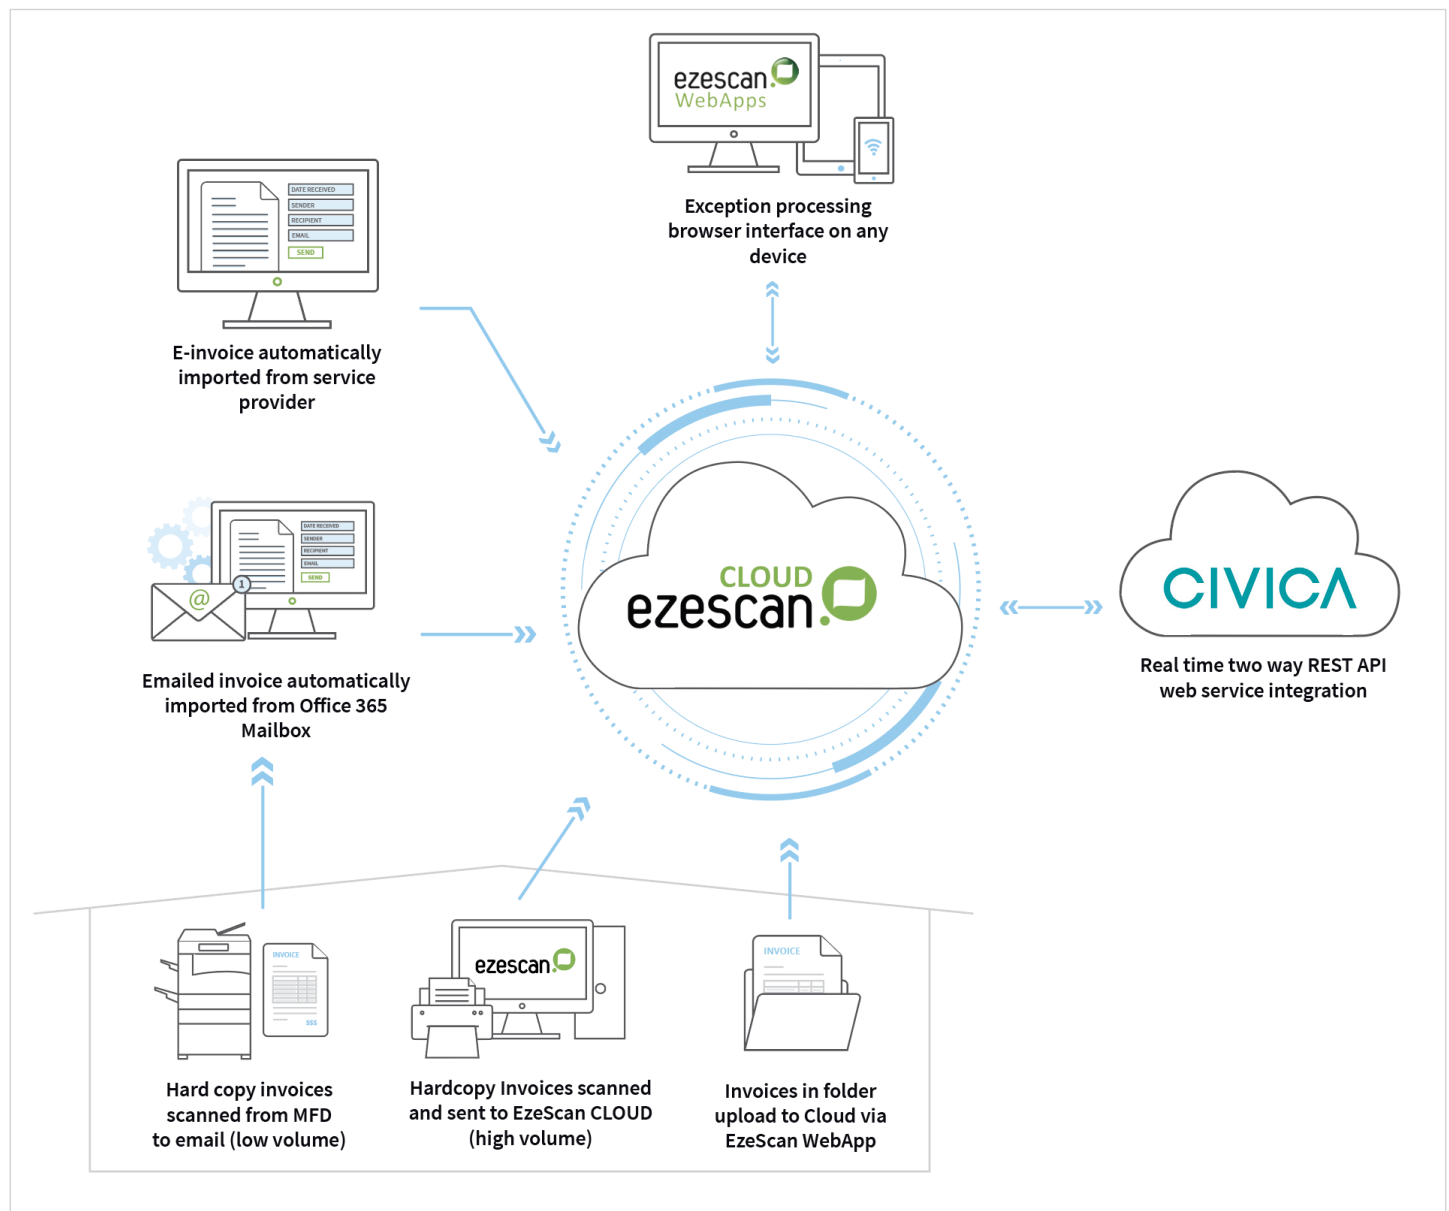 ezescan
WebApps
Exception processing
browser interface on any
device
DATE RECEIVED
SENDER
RECIPIENT
EMAIL
SEND
E-invoice automatically
imported from service
provider
DATE RECEIVED
SENDER
RECIPIENT
EMAIL
SEND
1
@
Emailed invoice automatically
imported from Office 365
Mailbox
CLOUD
ezescan
CIVICA
Real time two way REST API
web service integration
INVOICE
$$$
Hard copy invoices
scanned from MFD
to email (low volume)
ezescan
Hardcopy Invoices scanned
and sent to EzeScan CLOUD
(high volume)
INVOICE
Invoices in folder
upload to Cloud via
EzeScan WebApp